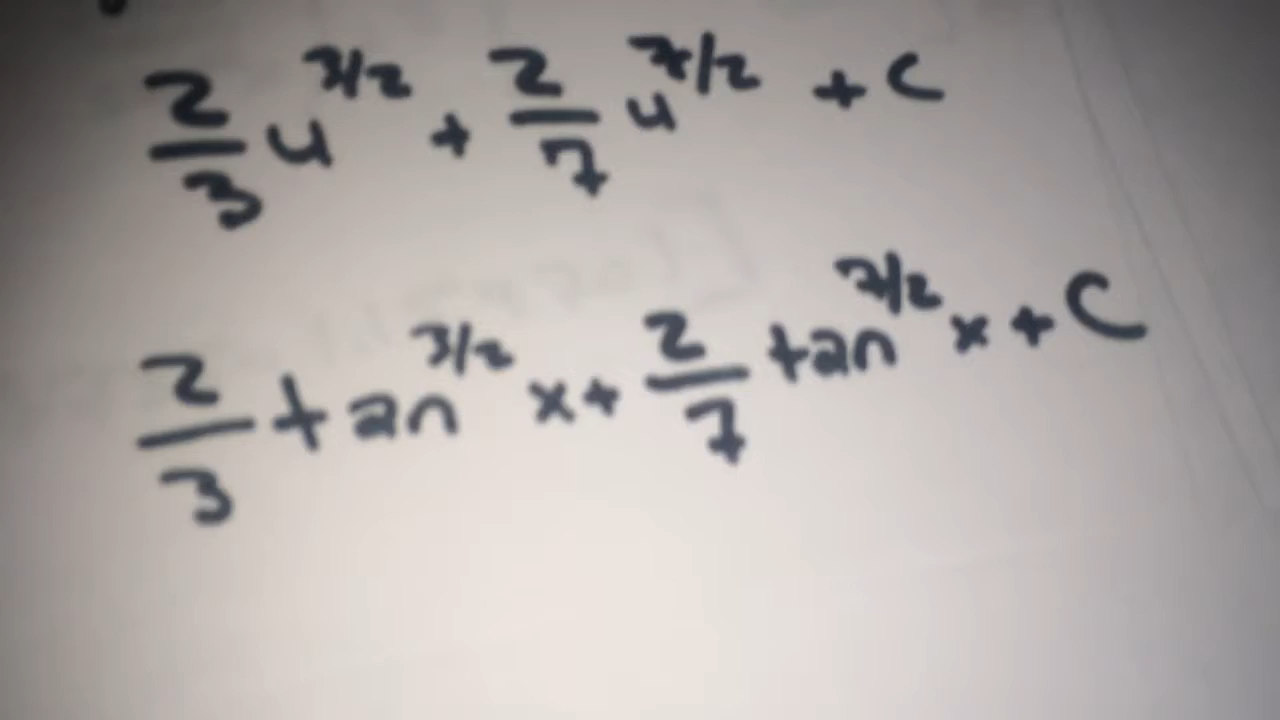 2/3 u^3/2 + 2/7 u^7/2 + C
2/3 tan^3/2 x + 2/7 tan^7/2 x + C